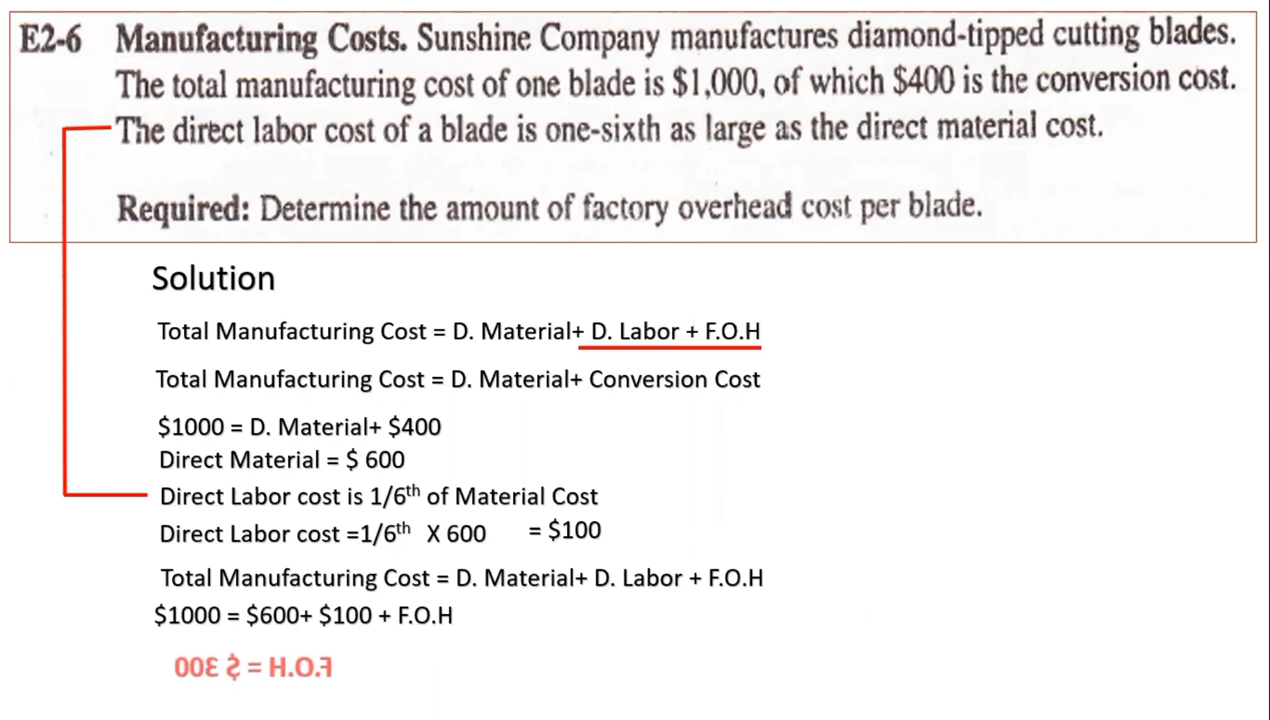 E2-6 Manufacturing Costs. Sunshine Company manufactures diamond-tipped cutting blades.
The total manufacturing cost of one blade is $1,000, of which $400 is the conversion cost.
The direct labor cost of a blade is one-sixth as large as the direct material cost.
Required: Determine the amount of factory overhead cost per blade.
Solution
Total Manufacturing Cost = D. Material+ D. Labor + F.O.H
Total Manufacturing Cost = D. Material+ Conversion Cost
$1000 = D. Material+ $400
Direct Material = $ 600
Direct Labor cost is 1/6th of Material Cost
Direct Labor cost =1/6th X 600 = $100
Total Manufacturing Cost = D. Material+ D. Labor + F.O.H
$1000 = $600+ $100 + F.O.H
F.O.H = $ 300